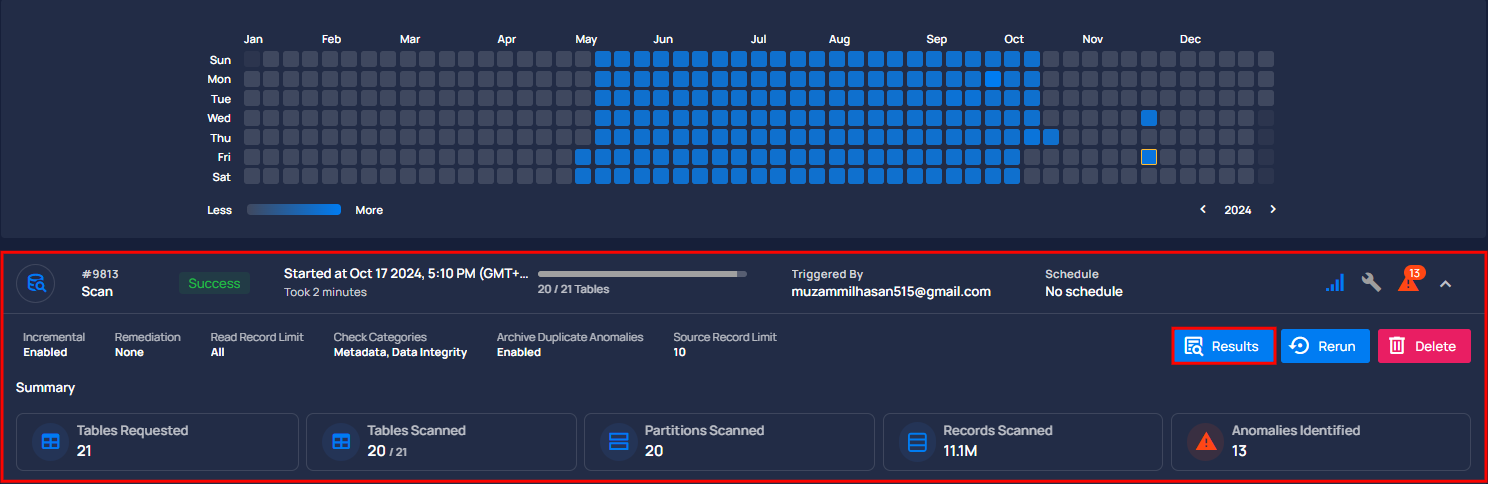 Jan Feb Mar Apr May Jun Jul Aug Sep Oct Nov Dec
Sun
Mon
Tue
Wed
Thu
Fri
Sat
Less More
2024
#9813
Scan
Success
Started at Oct 17 2024, 5:10 PM (GMT+...
Took 2 minutes
20 / 21 Tables
Triggered By
muzammilhasan515@gmail.com
Schedule
No schedule
13
Incremental
Enabled
Remediation
None
Read Record Limit
All
Check Categories
Metadata, Data Integrity
Archive Duplicate Anomalies
Enabled
Source Record Limit
10
Results
Rerun
Delete
Summary
Tables Requested
21
Tables Scanned
20 / 21
Partitions Scanned
20
Records Scanned
11.1M
Anomalies Identified
13